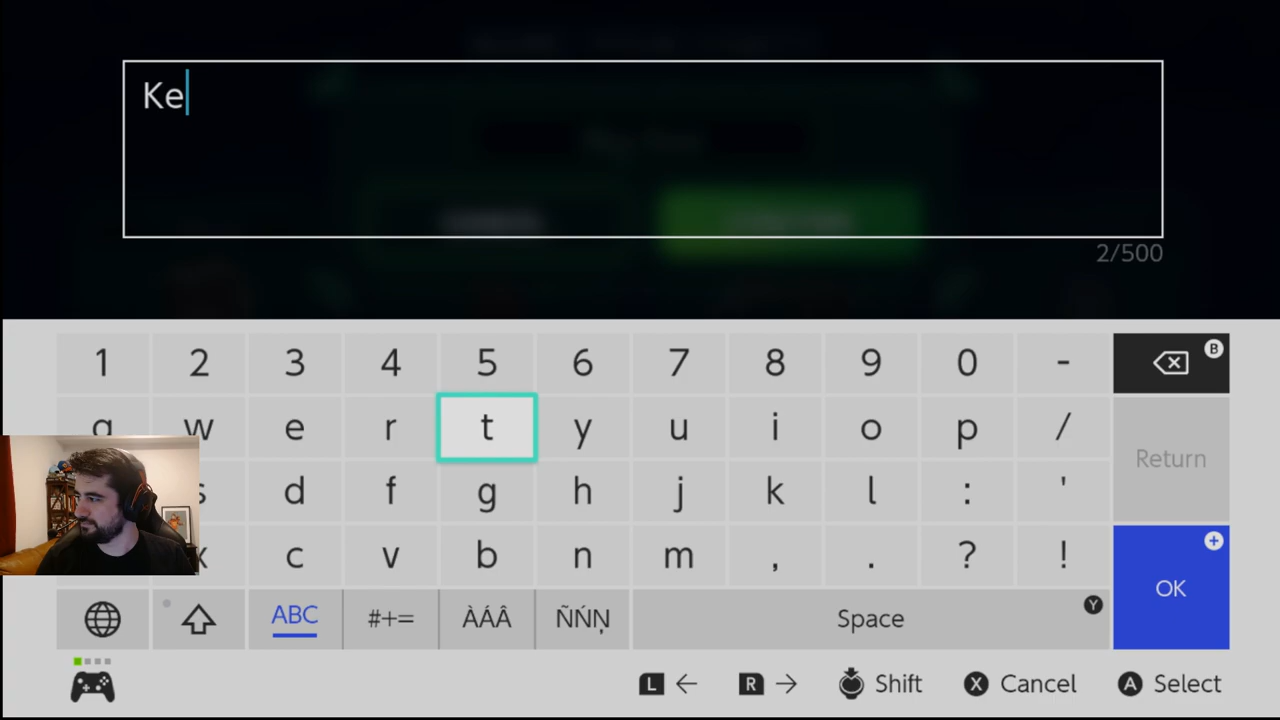 Ke
2/500
1 2 3 4 5 6 7 8 9 0 - B
q w e r t y u i o p / Return
s d f g h j k l : '
x c v b n m , . ? ! + OK
ABC #+= ÀÁÂ ÑŃŅ Space Y
L ← R → Shift X Cancel A Select